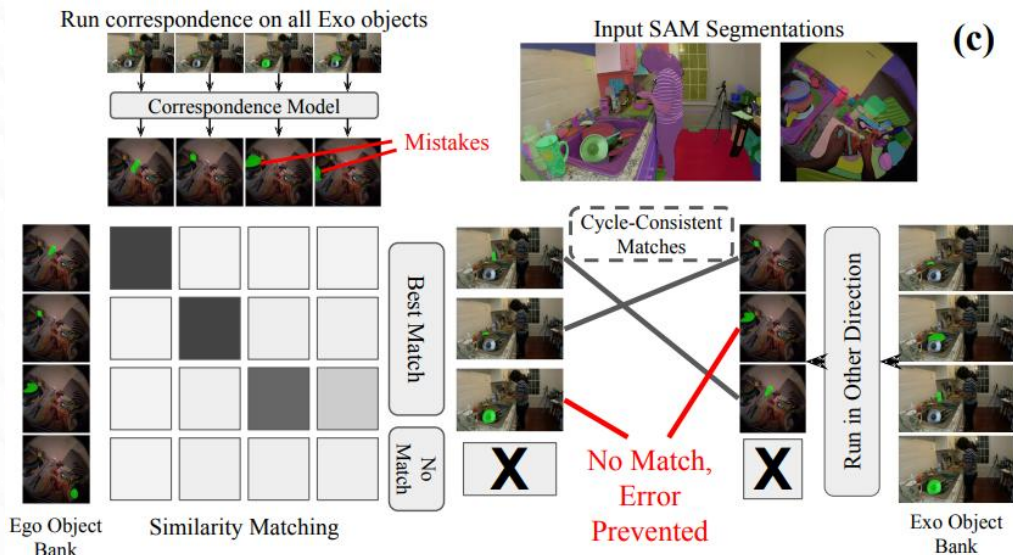 Run correspondence on all Exo objects
Input SAM Segmentations
(c)
Correspondence Model
Mistakes
Cycle-Consistent
Matches
Best Match
No
Match
X
No Match,
Error
Prevented
X
Run in Other Direction
Ego Object
Bank
Similarity Matching
Exo Object
Bank